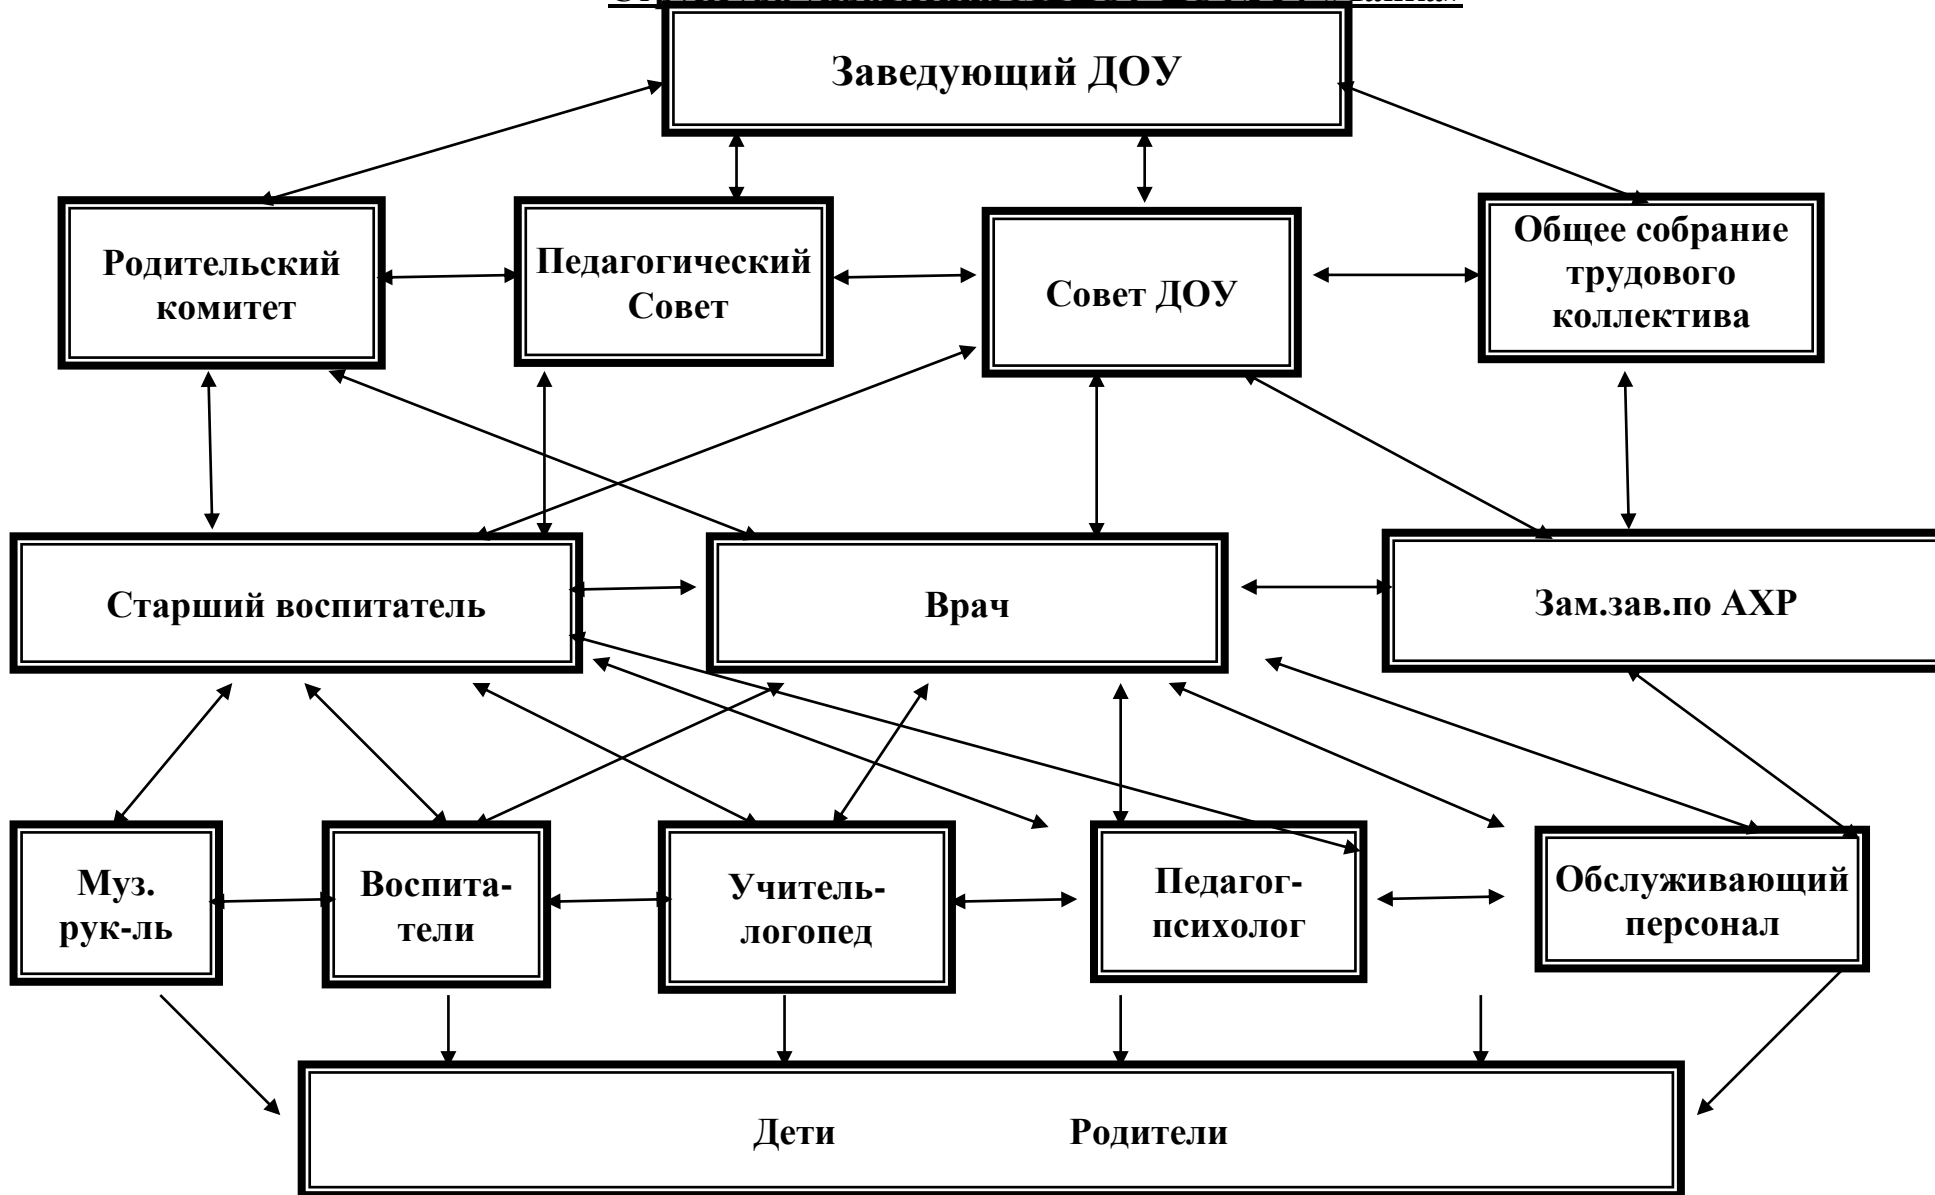 Заведующий ДОУ
Родительский
комитет
Педагогический
Совет
Совет ДОУ
Общее собрание
трудового
коллектива
Старший воспитатель
Врач
Зам.зав.по АХР
Муз.
рук-ль
Воспита-
тели
Учитель-
логопед
Педагог-
психолог
Обслуживающий
персонал
Дети Родители